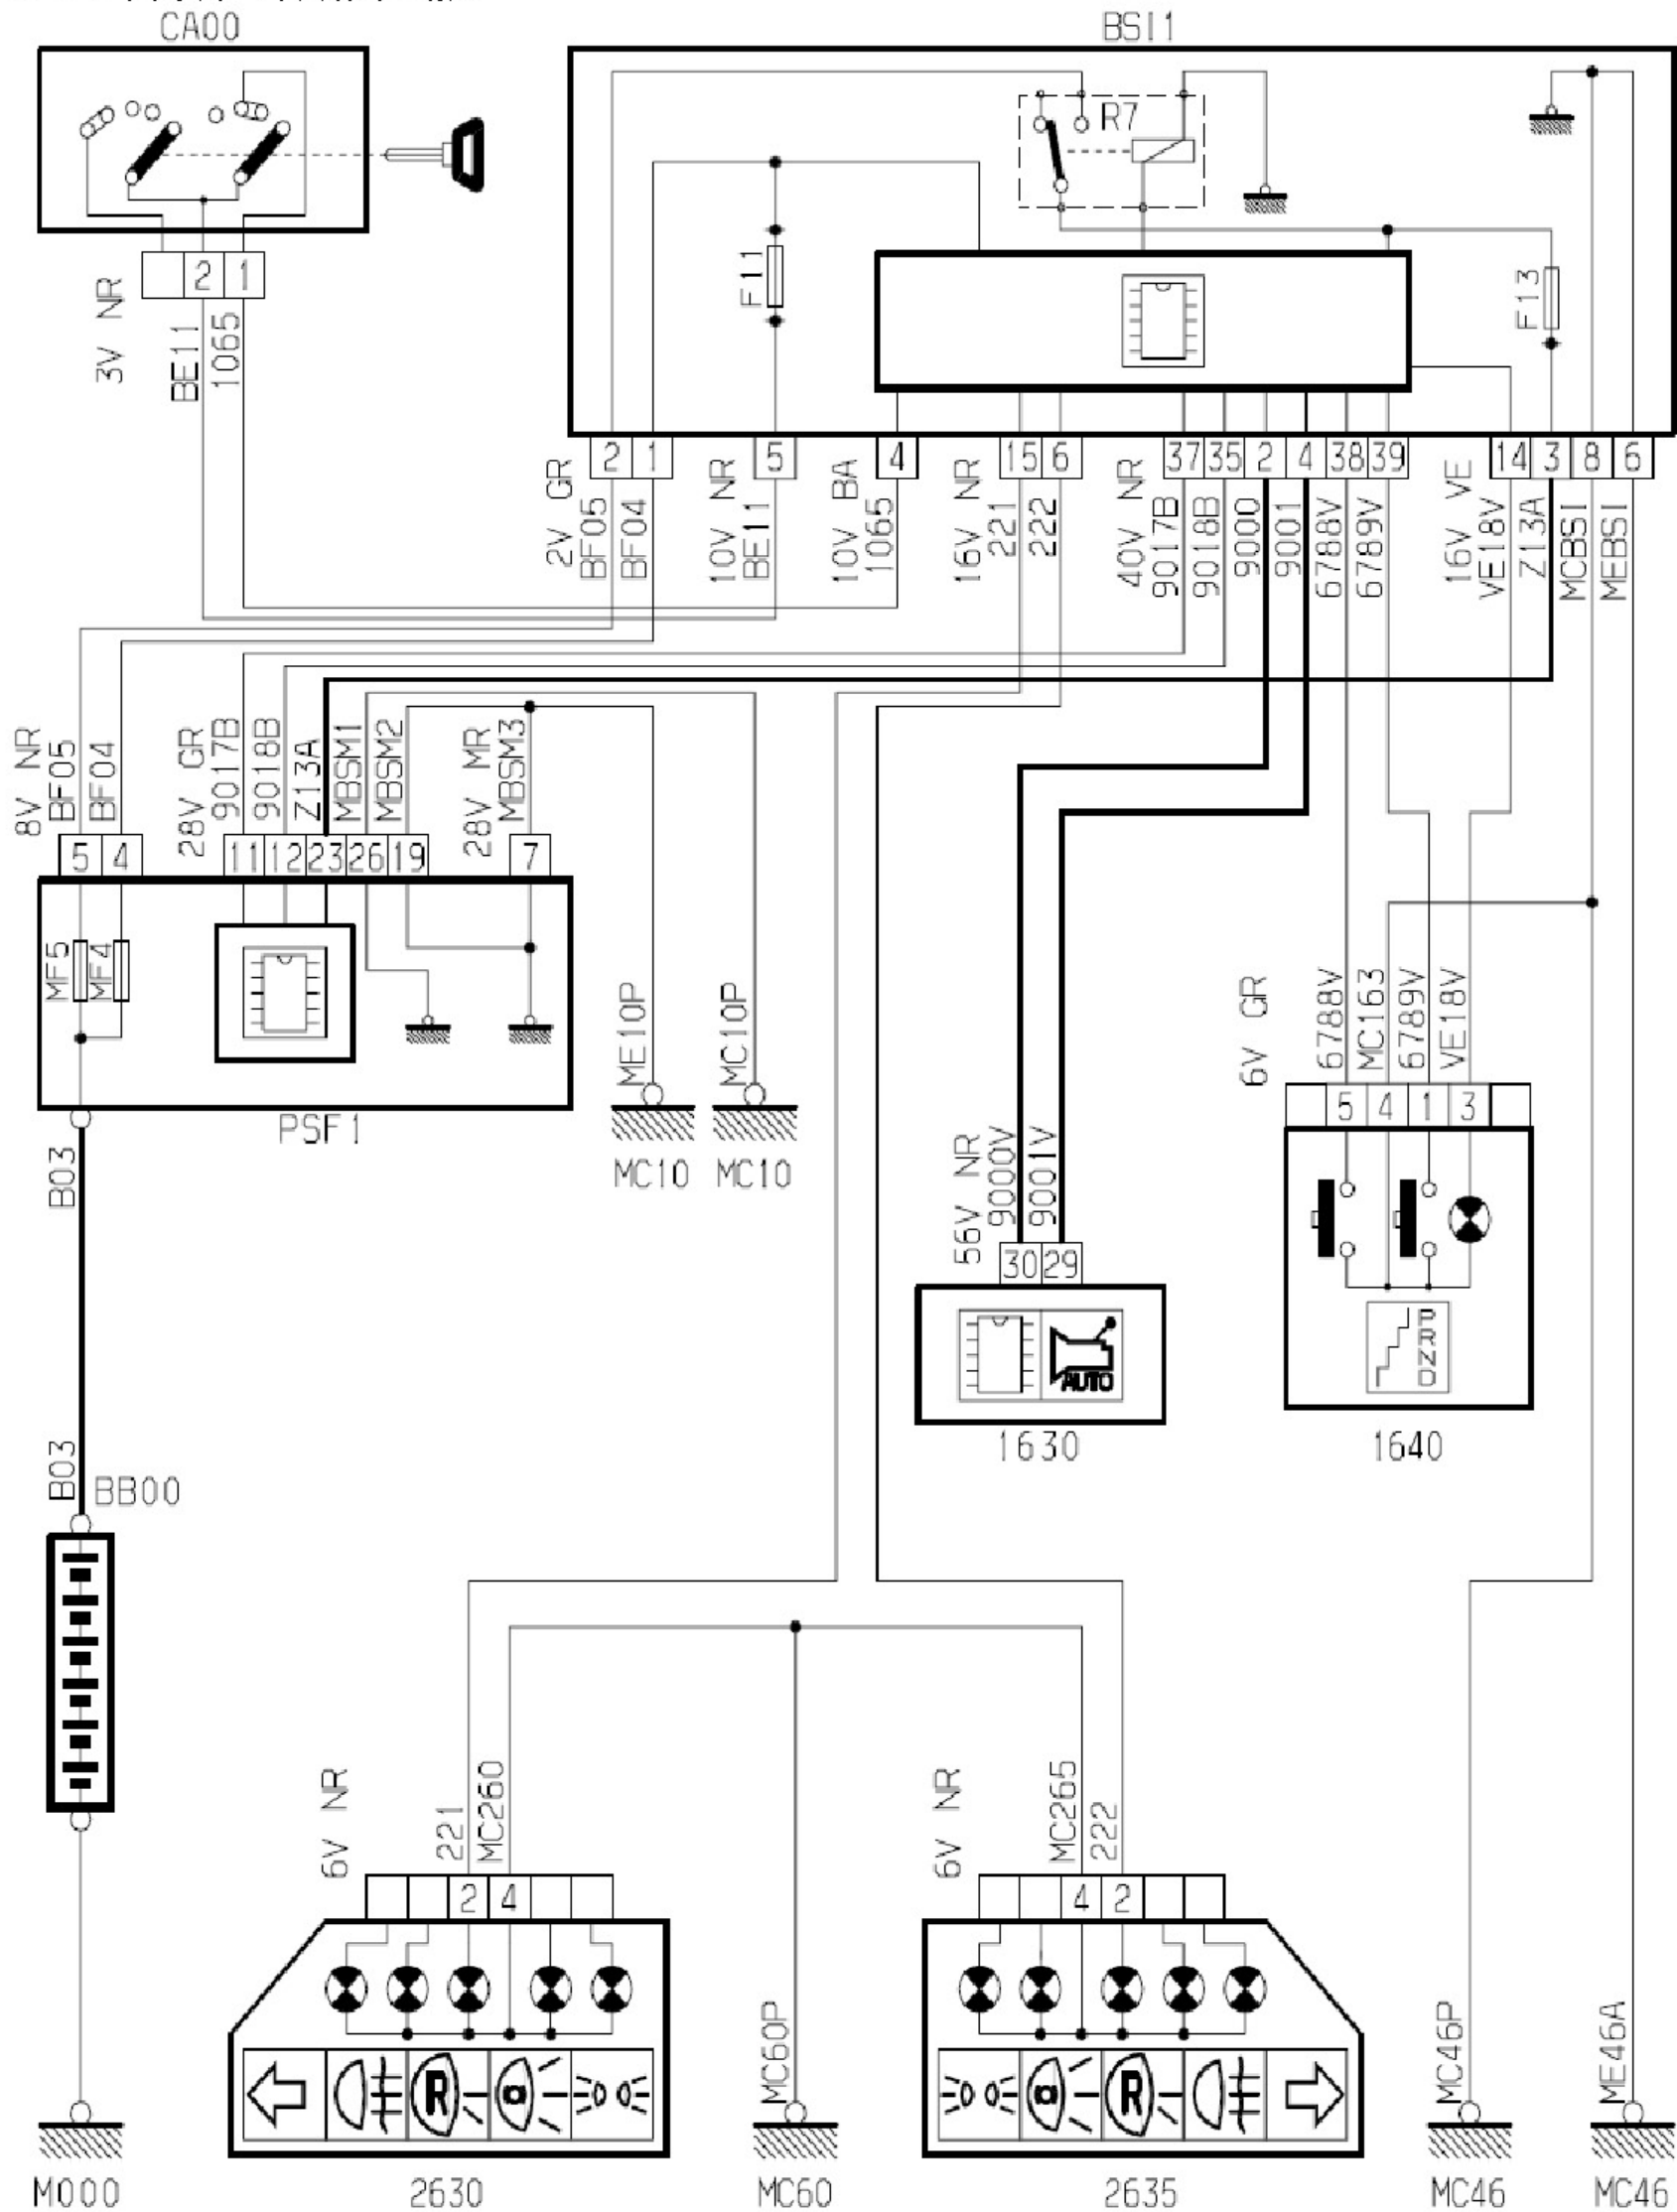 CA00
BSI1
R7
F11
F13
2 1
3V NR
BE11
1065
2 1 5 4 15 6 37 35 2 4 38 39 14 3 8 6
2V GR
BF05
BF04
10V NR
BE11
10V BA
1065
16V NR
221
222
40V NR
9017B
9018B
9000
9001
6788V
6789V
16V VE
VE18V
Z13A
MCBSI
MEBSI
8V NR
BF05
BF04
28V GR
9017B
9018B
Z13A
MBSM1
MBSM2
28V MR
MBSM3
5 4 11 12 23 26 19 7
MF5
MF4
PSF1
ME10P
MC10P
MC10 MC10
6V GR
6788V
MC163
6789V
VE18V
5 4 1 3
P
R
N
D
1640
56V NR
9000V
9001V
30 29
AUTO
1630
B03
B03
BB00
6V NR
221
MC260
2 4
R
2630
6V NR
MC265
222
4 2
R
2635
MC60P
MC46P
ME46A
M000
MC60
MC46
MC46